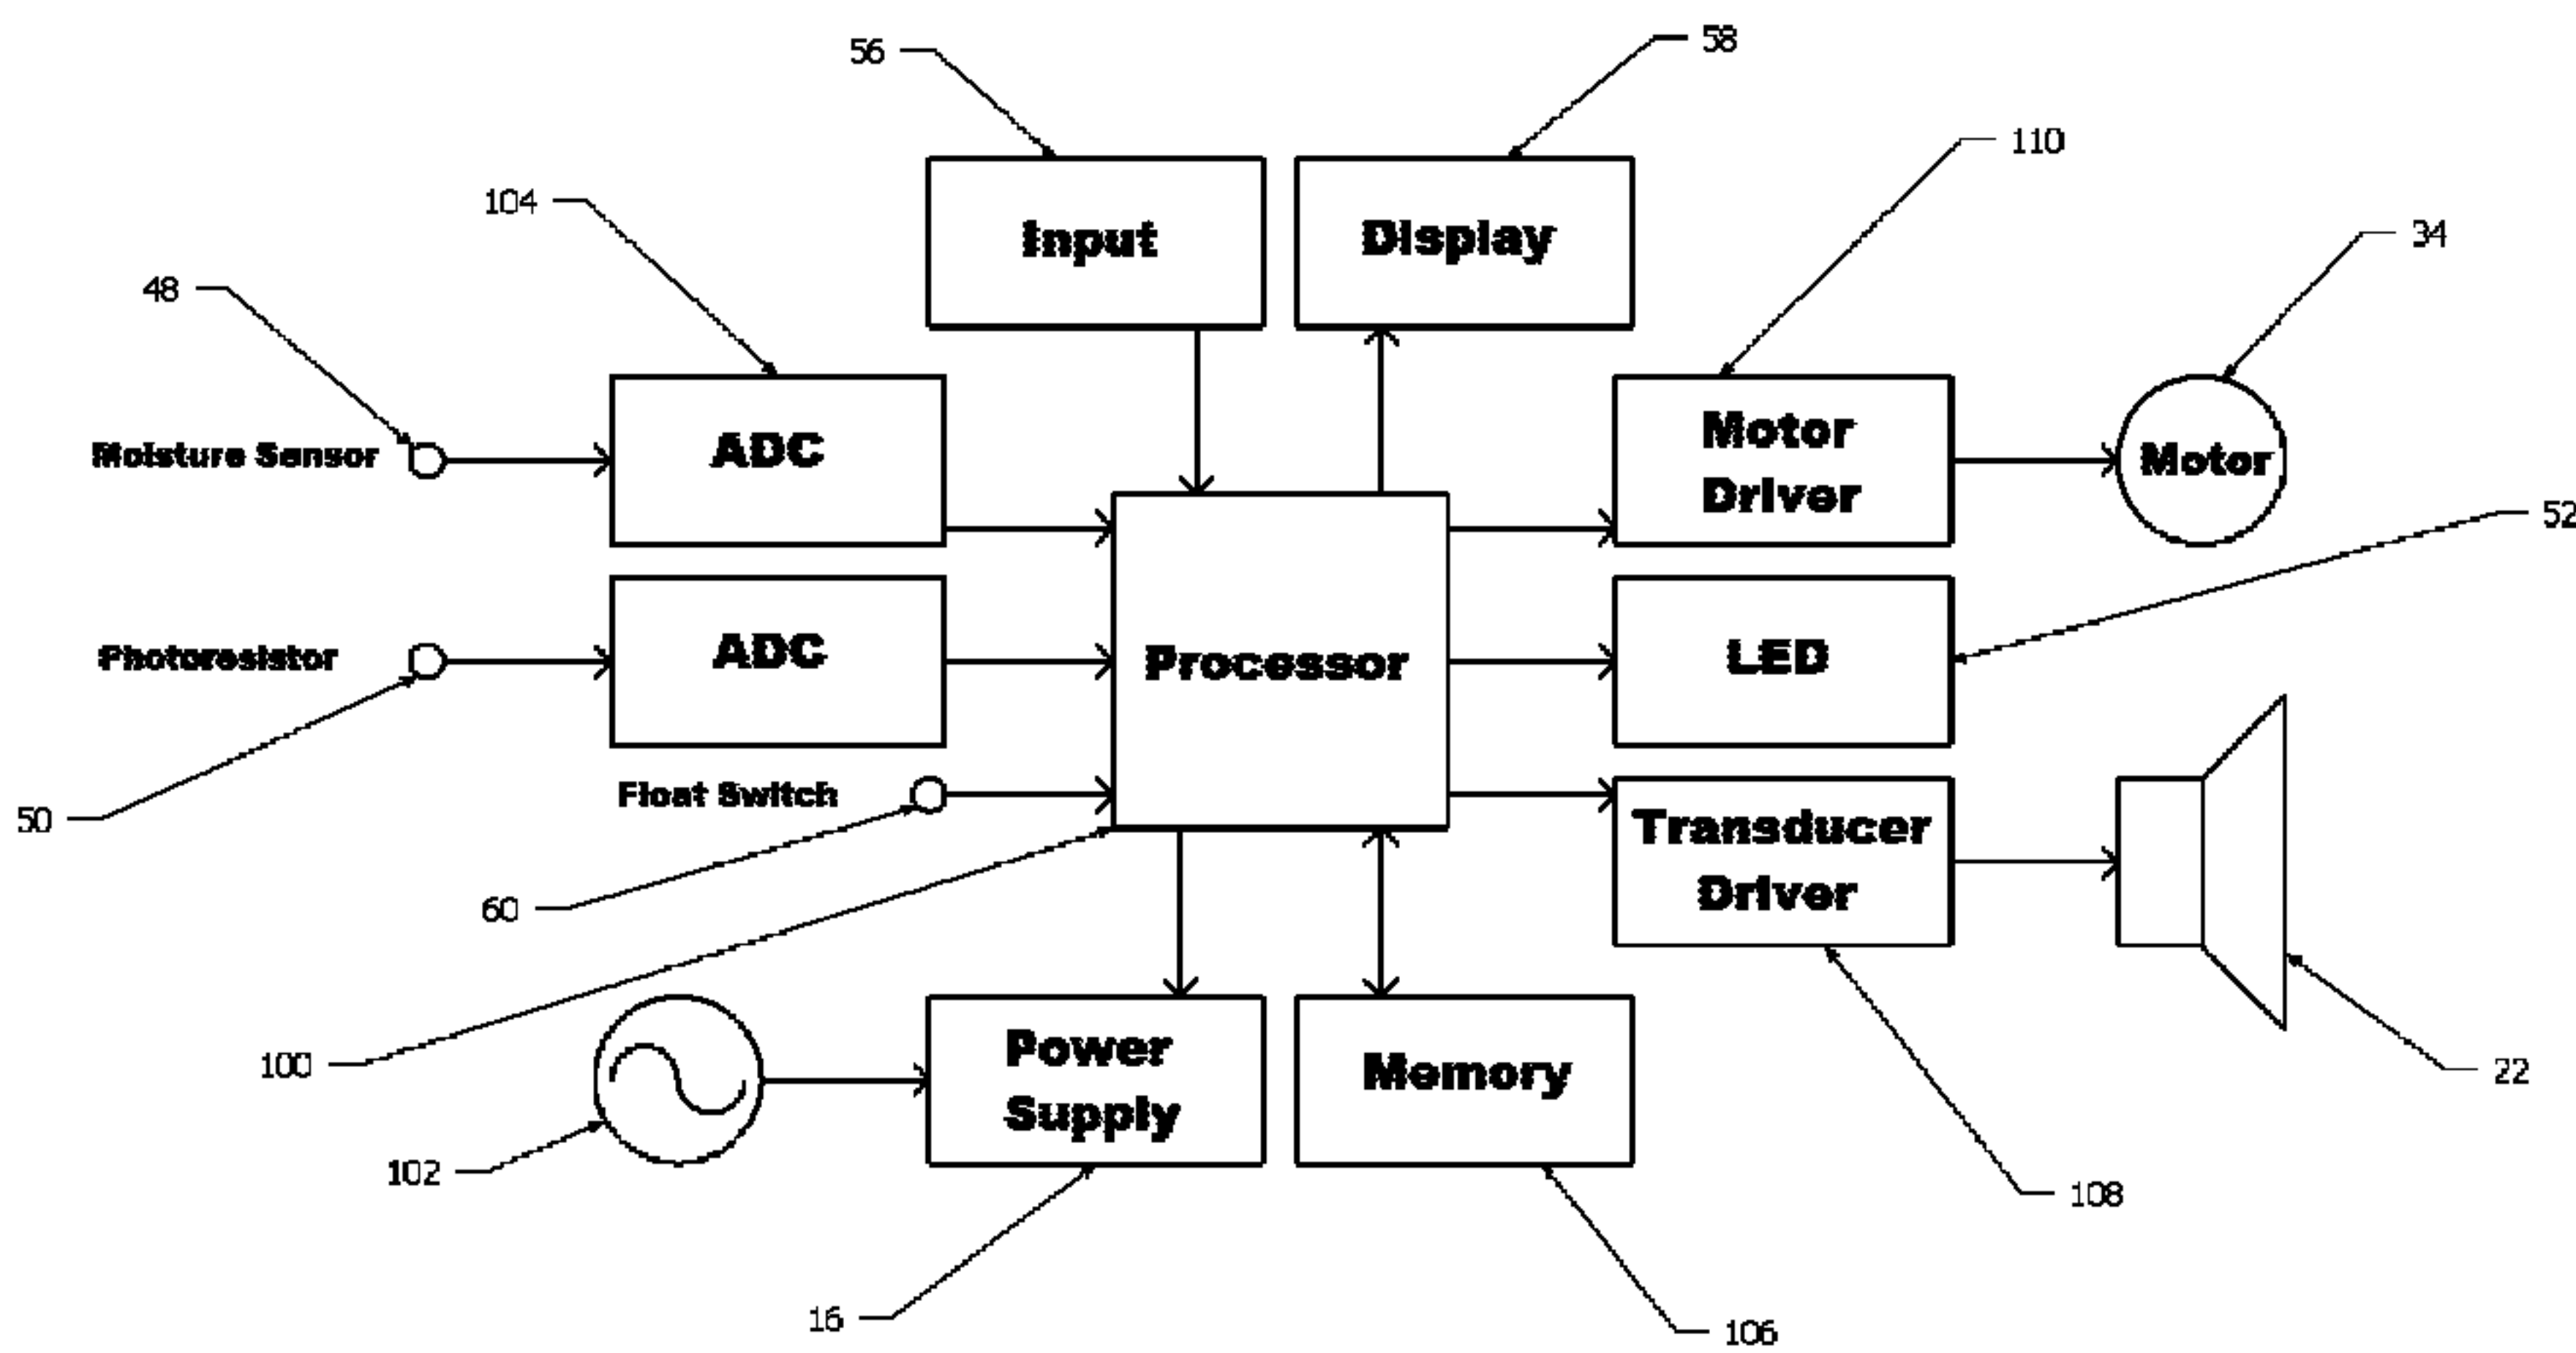 56
58
110
104
34
48
Input
Display
Moisture Sensor
ADC
Motor
Driver
Motor
52
Photoresistor
ADC
Processor
LED
50
Float Switch
Transducer
Driver
60
100
Power
Supply
Memory
22
102
108
16
106